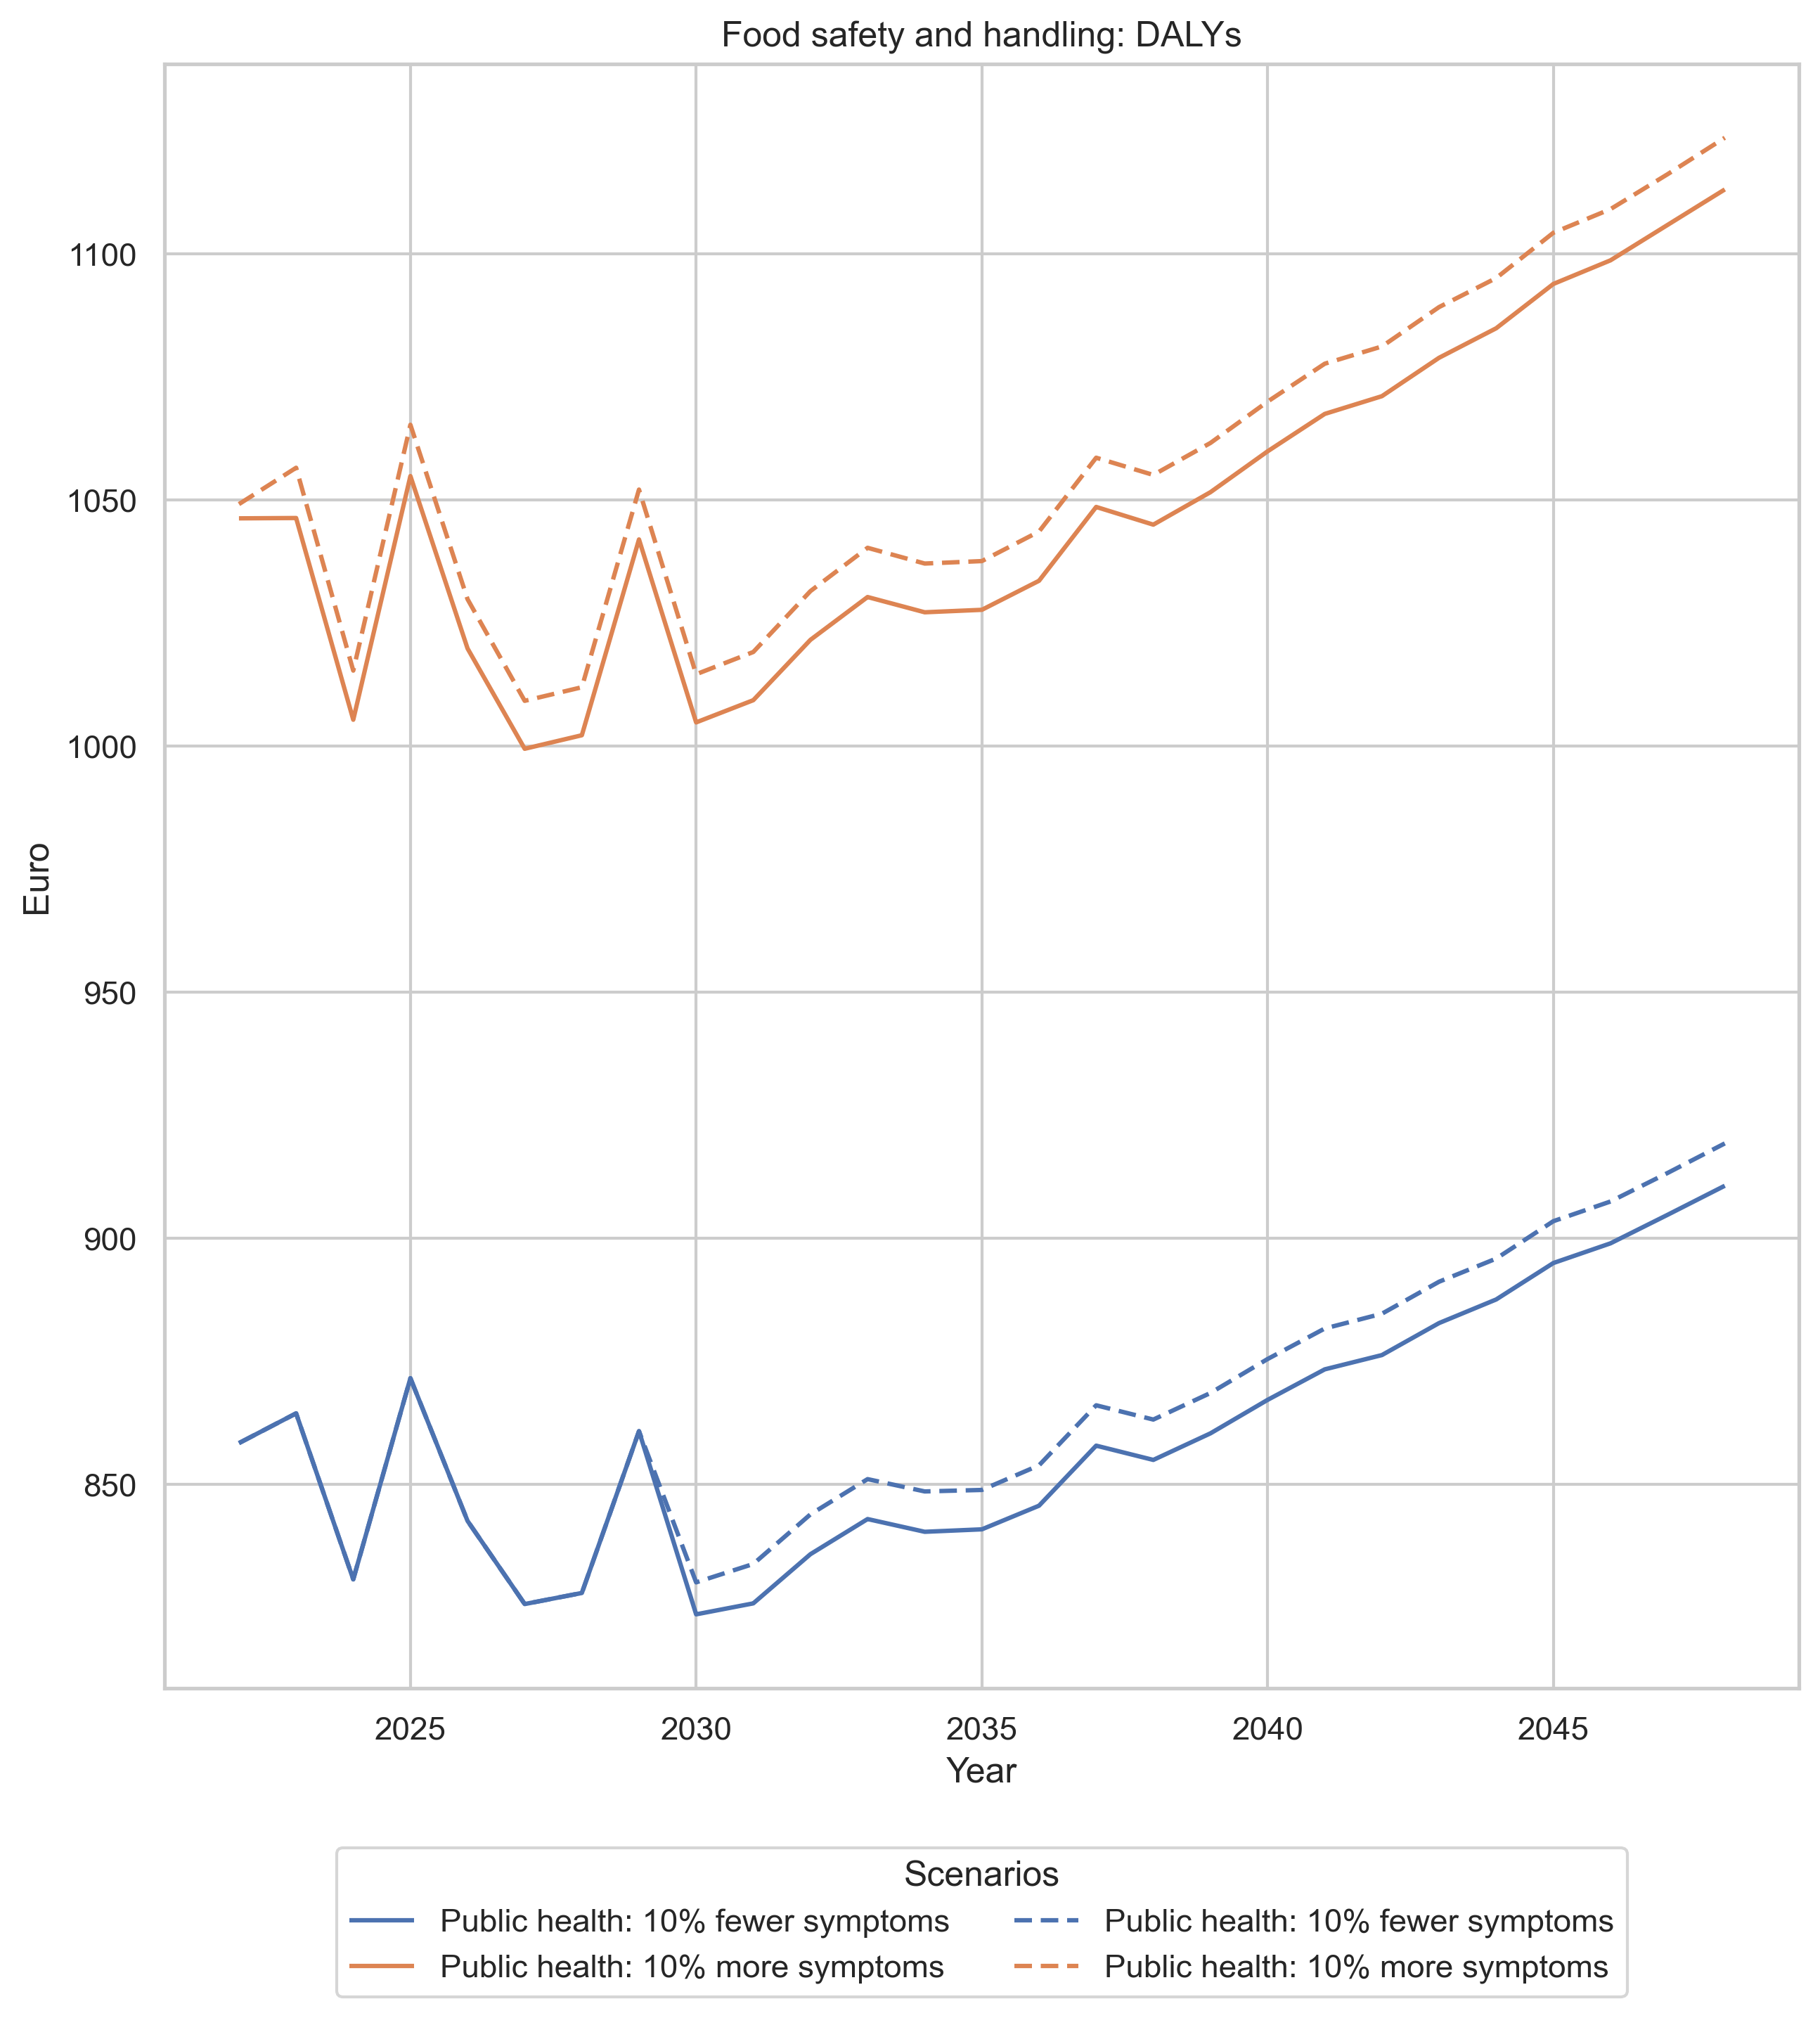 Food safety and handling: DALYs
1100
1050
1000
950
900
850
Euro
2025 2030 2035 2040 2045
Year
Scenarios
Public health: 10% fewer symptoms Public health: 10% fewer symptoms
Public health: 10% more symptoms Public health: 10% more symptoms